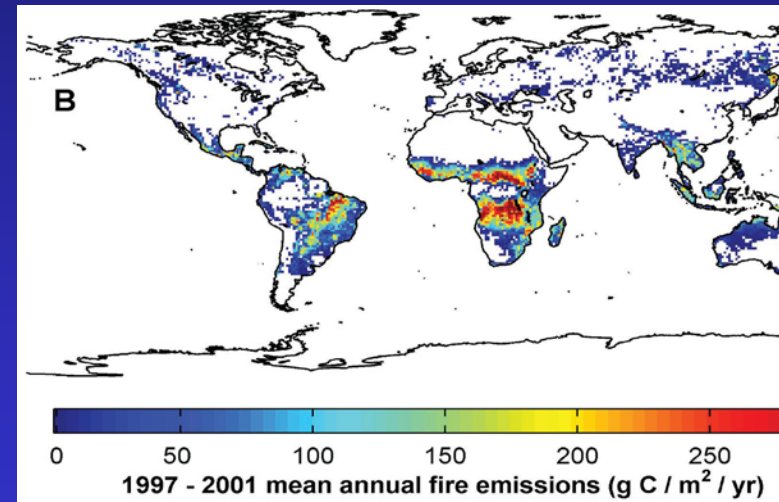 B
0 50 100 150 200 250
1997 - 2001 mean annual fire emissions (g C / m² / yr)